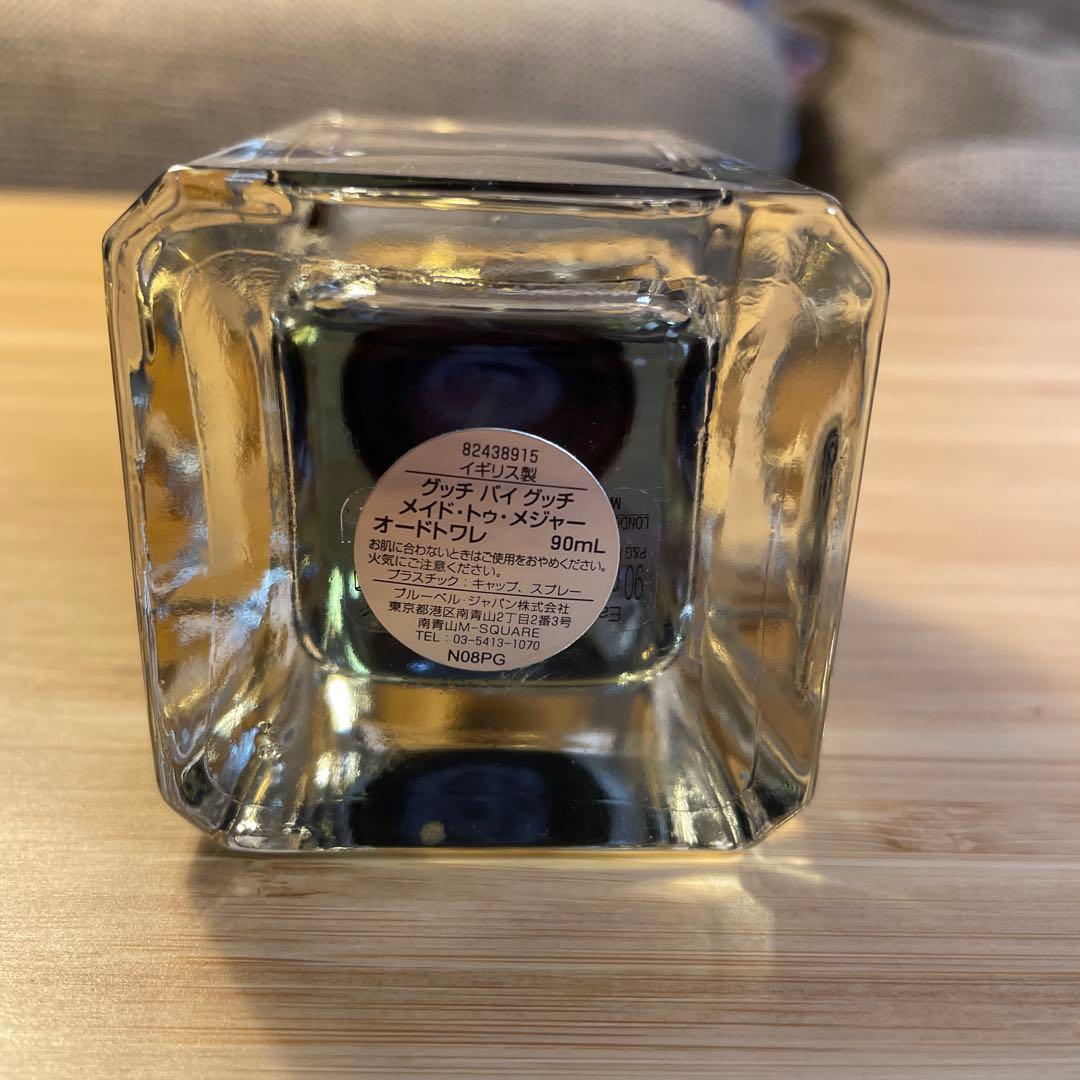 82438915
イギリス製
グッチ バイ グッチ
メイド・トゥ・メジャー
オードトワレ 90mL
お肌に合わないときはご使用をおやめください。
火気にご注意ください。
プラスチック:キャップ、スプレー
ブルーベル・ジャパン株式会社
東京都港区南青山2丁目2番3号
南青山M-SQUARE
TEL:03-5413-1070
N08PG
P&G
90